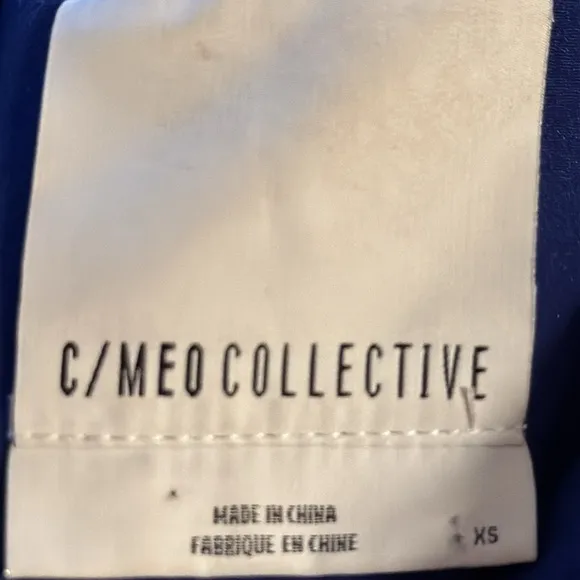 C/MEO COLLECTIVE
MADE IN CHINA
FABRIQUE EN CHINE
XS